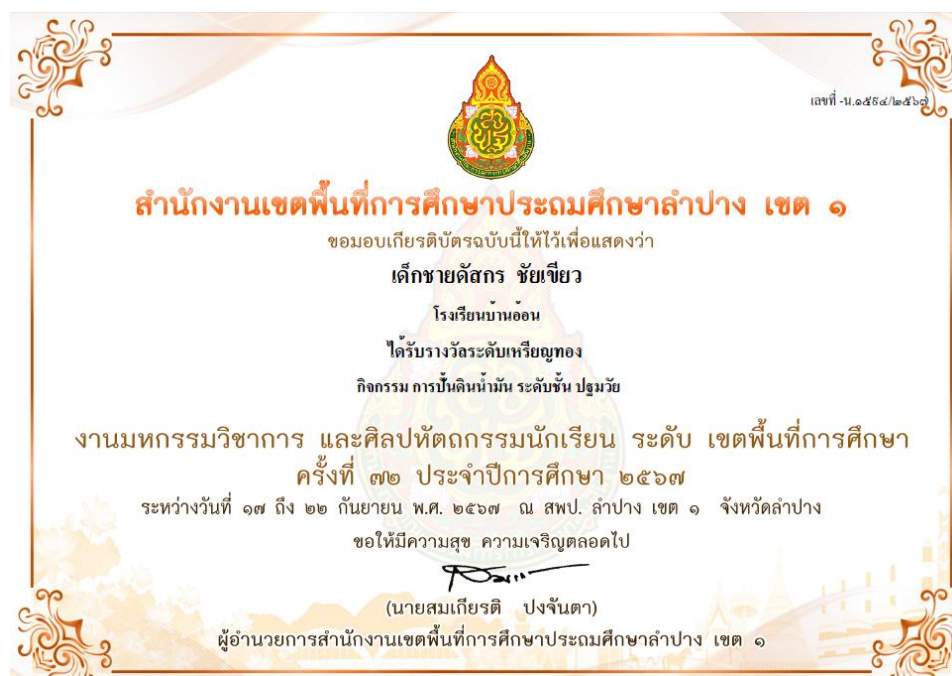 เลขที่ -น.๑๕๕๔/๒๕๖๗
สำนักงานเขตพื้นที่การศึกษาประถมศึกษาลำปาง เขต ๑
ขอมอบเกียรติบัตรฉบับนี้ให้ไว้เพื่อแสดงว่า
เด็กชายดัสกร ชัยเขียว
โรงเรียนบ้านอ้อน
ได้รับรางวัลระดับเหรียญทอง
กิจกรรม การปั้นดินน้ำมัน ระดับชั้น ปฐมวัย
งานมหกรรมวิชาการ และศิลปหัตถกรรมนักเรียน ระดับ เขตพื้นที่การศึกษา
ครั้งที่ ๗๒ ประจำปีการศึกษา ๒๕๖๗
ระหว่างวันที่ ๑๗ ถึง ๒๒ กันยายน พ.ศ. ๒๕๖๗ ณ สพป. ลำปาง เขต ๑ จังหวัดลำปาง
ขอให้มีความสุข ความเจริญตลอดไป
(นายสมเกียรติ ปงจันตา)
ผู้อำนวยการสำนักงานเขตพื้นที่การศึกษาประถมศึกษาลำปาง เขต ๑